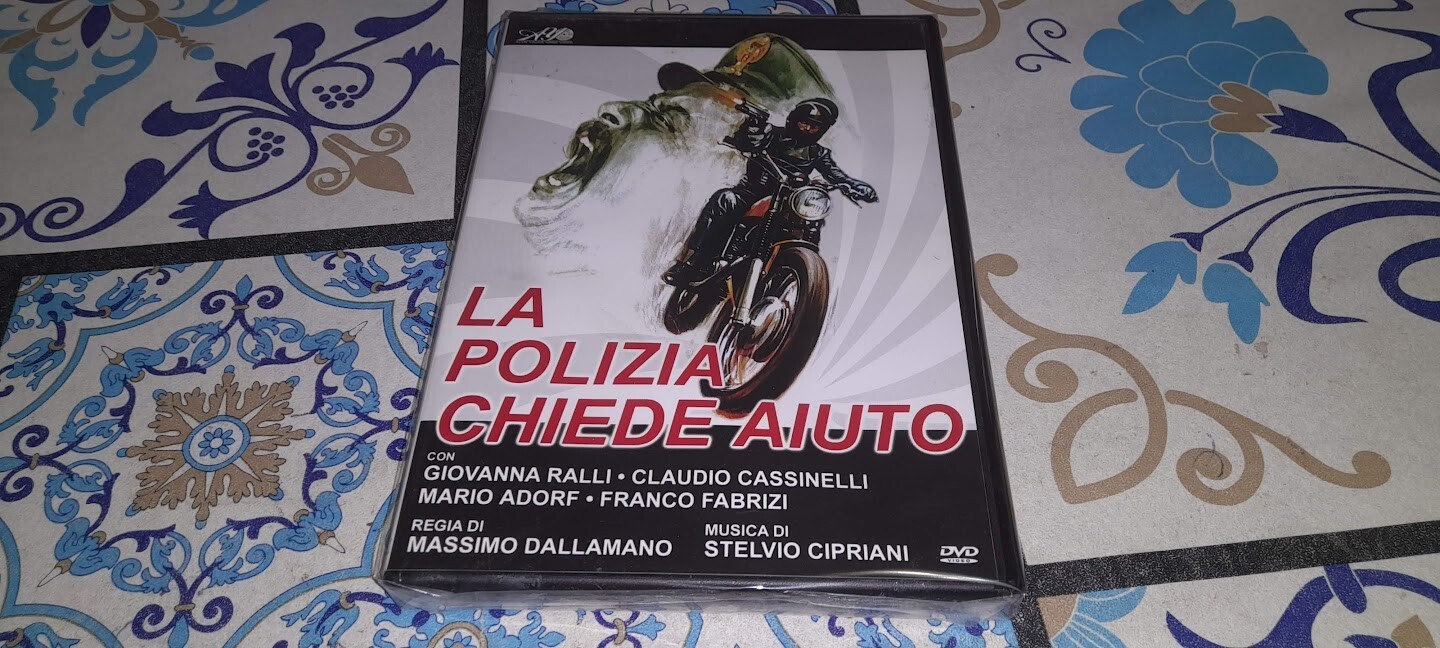 LA
POLIZIA
CHIEDE AIUTO
CON
GIOVANNA RALLI • CLAUDIO CASSINELLI
MARIO ADORF • FRANCO FABRIZI
REGIA DI
MASSIMO DALLAMANO
MUSICA DI
STELVIO CIPRIANI
DVD
VIDEO